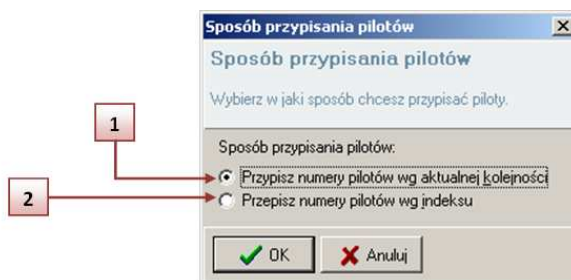 Sposób przypisania pilotów
Sposób przypisania pilotów
Wybierz w jaki sposób chcesz przypisać piloty.
1
Sposób przypisania pilotów:
Przypisz numery pilotów wg aktualnej kolejności
2
Przepisz numery pilotów wg indeksu
OK
Anuluj